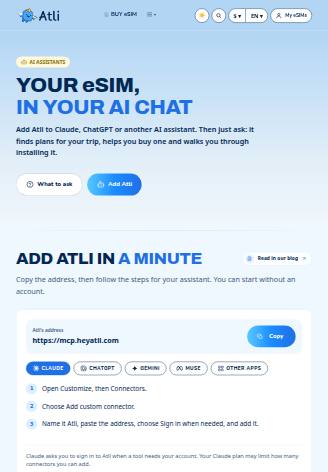 Atli
BUY eSIM
$
EN
My eSIMs
AI ASSISTANTS
YOUR eSIM,
IN YOUR AI CHAT
Add Atli to Claude, ChatGPT or another AI assistant. Then just ask: it
finds plans for your trip, helps you buy one and walks you through
installing it.
What to ask
Add Atli
ADD ATLI IN A MINUTE
Read in our blog
Copy the address, then follow the steps for your assistant. You can start without an
account.
Atli's address
https://mcp.heyatli.com
Copy
CLAUDE
CHATGPT
GEMINI
MUSE
OTHER APPS
1 Open Customize, then Connectors.
2 Choose Add custom connector.
3 Name it Atli, paste the address, choose Sign in when needed, and add it.
Claude asks you to sign in to Atli when a tool needs your account. Your Claude plan may limit how many
connectors you can add.